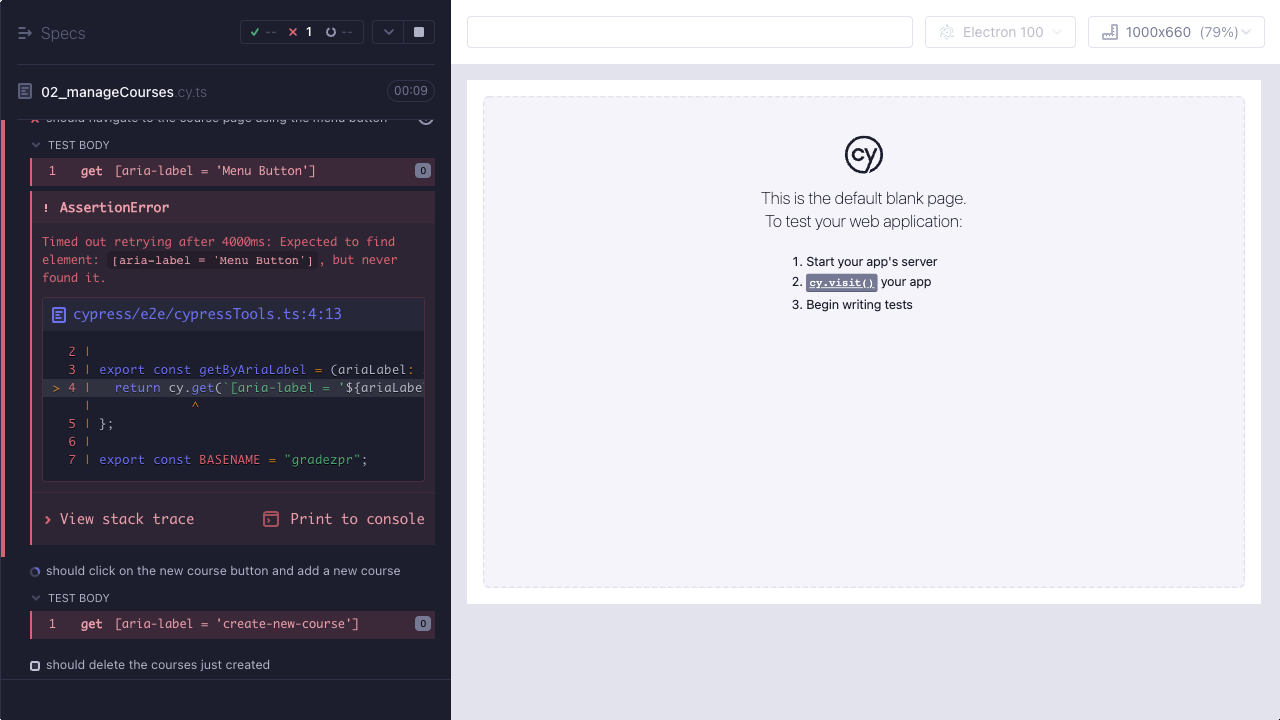 Specs
-- 1 --
02_manageCourses.cy.ts
00:09
should navigate to the course page using the menu button
TEST BODY
1 get [aria-label = 'Menu Button'] 0
! AssertionError
Timed out retrying after 4000ms: Expected to find
element: [aria-label = 'Menu Button'], but never
found it.
cypress/e2e/cypressTools.ts:4:13
2 |
3 | export const getByAriaLabel = (ariaLabel:
> 4 | return cy.get(`[aria-label = '${ariaLabe
| ^
5 | };
6 |
7 | export const BASENAME = "gradezpr";
View stack trace
Print to console
should click on the new course button and add a new course
TEST BODY
1 get [aria-label = 'create-new-course'] 0
should delete the courses just created
Electron 100
1000x660 (79%)
cy
This is the default blank page.
To test your web application:
1. Start your app's server
2. cy.visit() your app
3. Begin writing tests